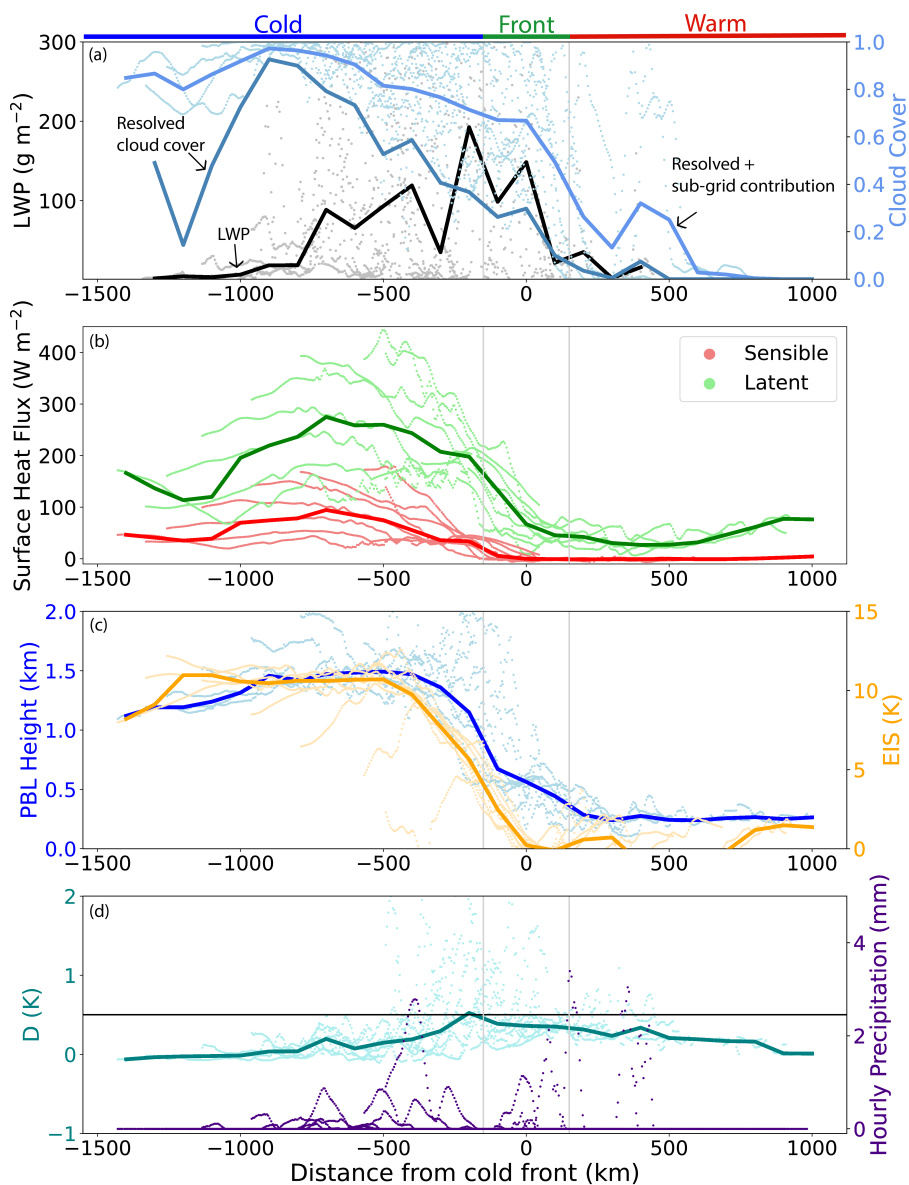 Cold Front Warm
(a)
300
200
100
LWP (g m⁻²)
Resolved
cloud cover
LWP
Resolved +
sub-grid contribution
1.0
0.8
0.6
0.4
0.2
0.0
Cloud Cover
−1500 −1000 −500 0 500 1000
(b)
400
300
200
100
0
Surface Heat Flux (W m⁻²)
Sensible
Latent
−1500 −1000 −500 0 500 1000
(c)
2.0
1.5
1.0
0.5
0.0
PBL Height (km)
15
10
5
0
EIS (K)
−1500 −1000 −500 0 500 1000
(d)
2
1
0
−1
D (K)
4
2
0
Hourly Precipitation (mm)
−1500 −1000 −500 0 500 1000
Distance from cold front (km)